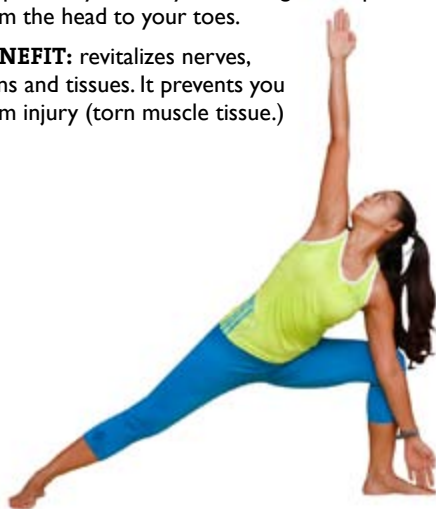 m the head to your toes.
NEFIT: revitalizes nerves,
ns and tissues. It prevents you
m injury (torn muscle tissue.)